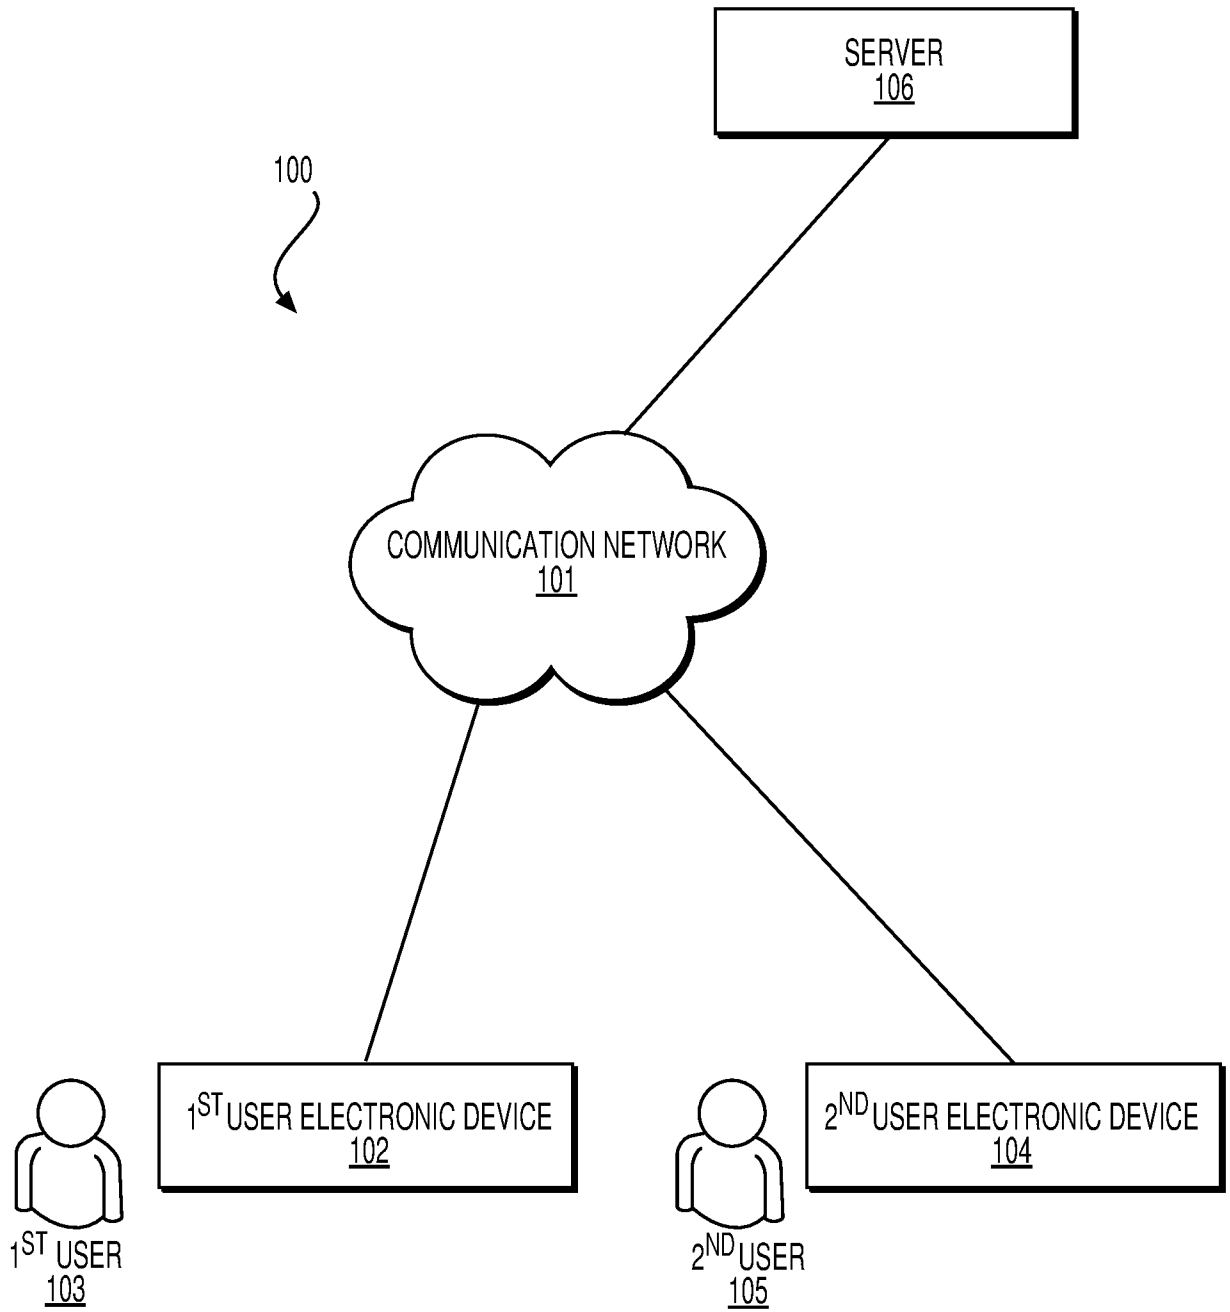 SERVER
106
100
COMMUNICATION NETWORK
101
1ST USER ELECTRONIC DEVICE
102
2ND USER ELECTRONIC DEVICE
104
1ST USER
103
2ND USER
105